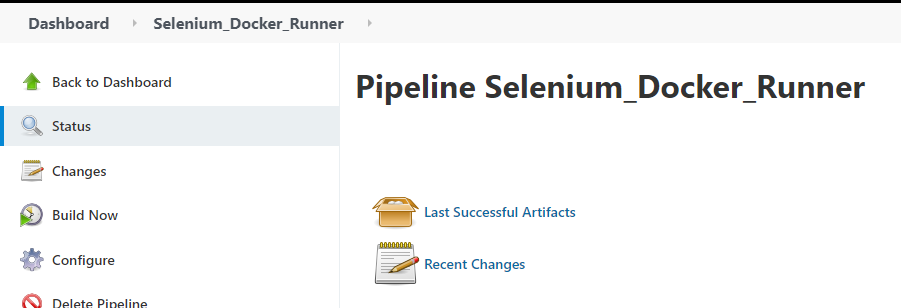 Dashboard
Selenium_Docker_Runner
Back to Dashboard
Status
Changes
Build Now
Configure
Delete Pipeline
Pipeline Selenium_Docker_Runner
Last Successful Artifacts
Recent Changes